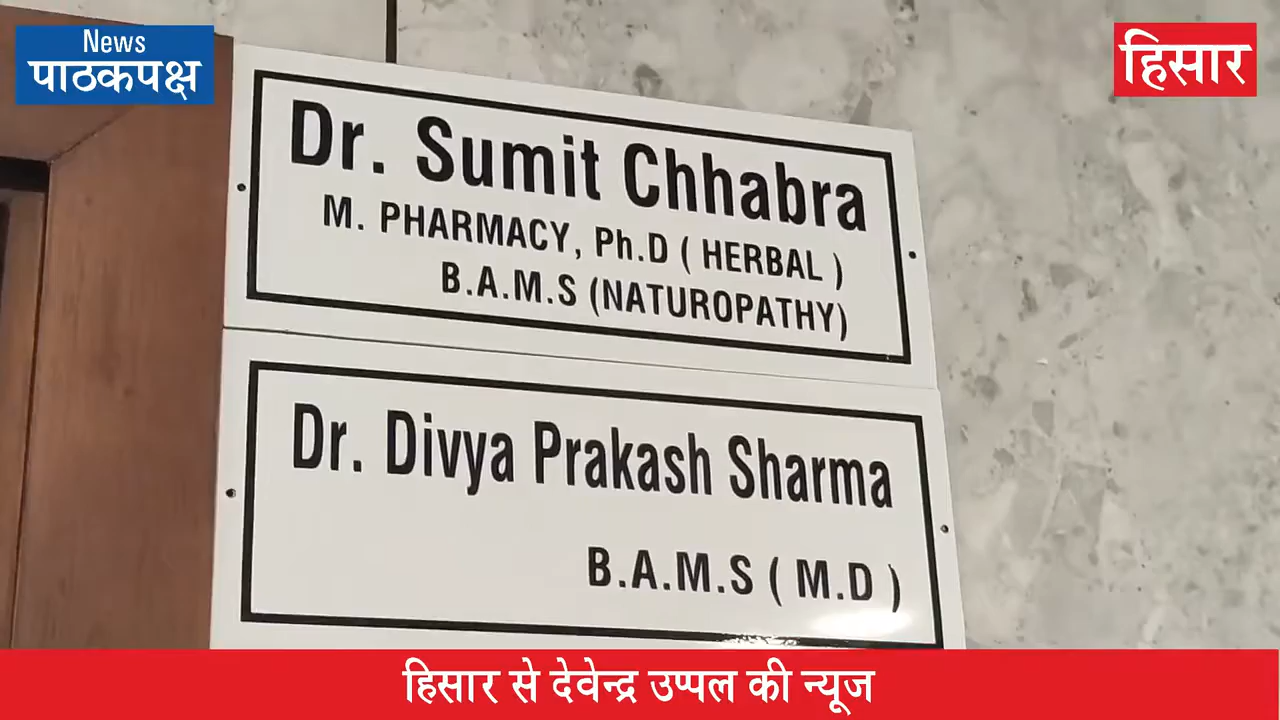 News
पाठकपक्ष
हिसार
Dr. Sumit Chhabra
M. PHARMACY, Ph.D ( HERBAL )
B.A.M.S (NATUROPATHY)
Dr. Divya Prakash Sharma
B.A.M.S ( M.D )
हिसार से देवेन्द्र उप्पल की न्यूज